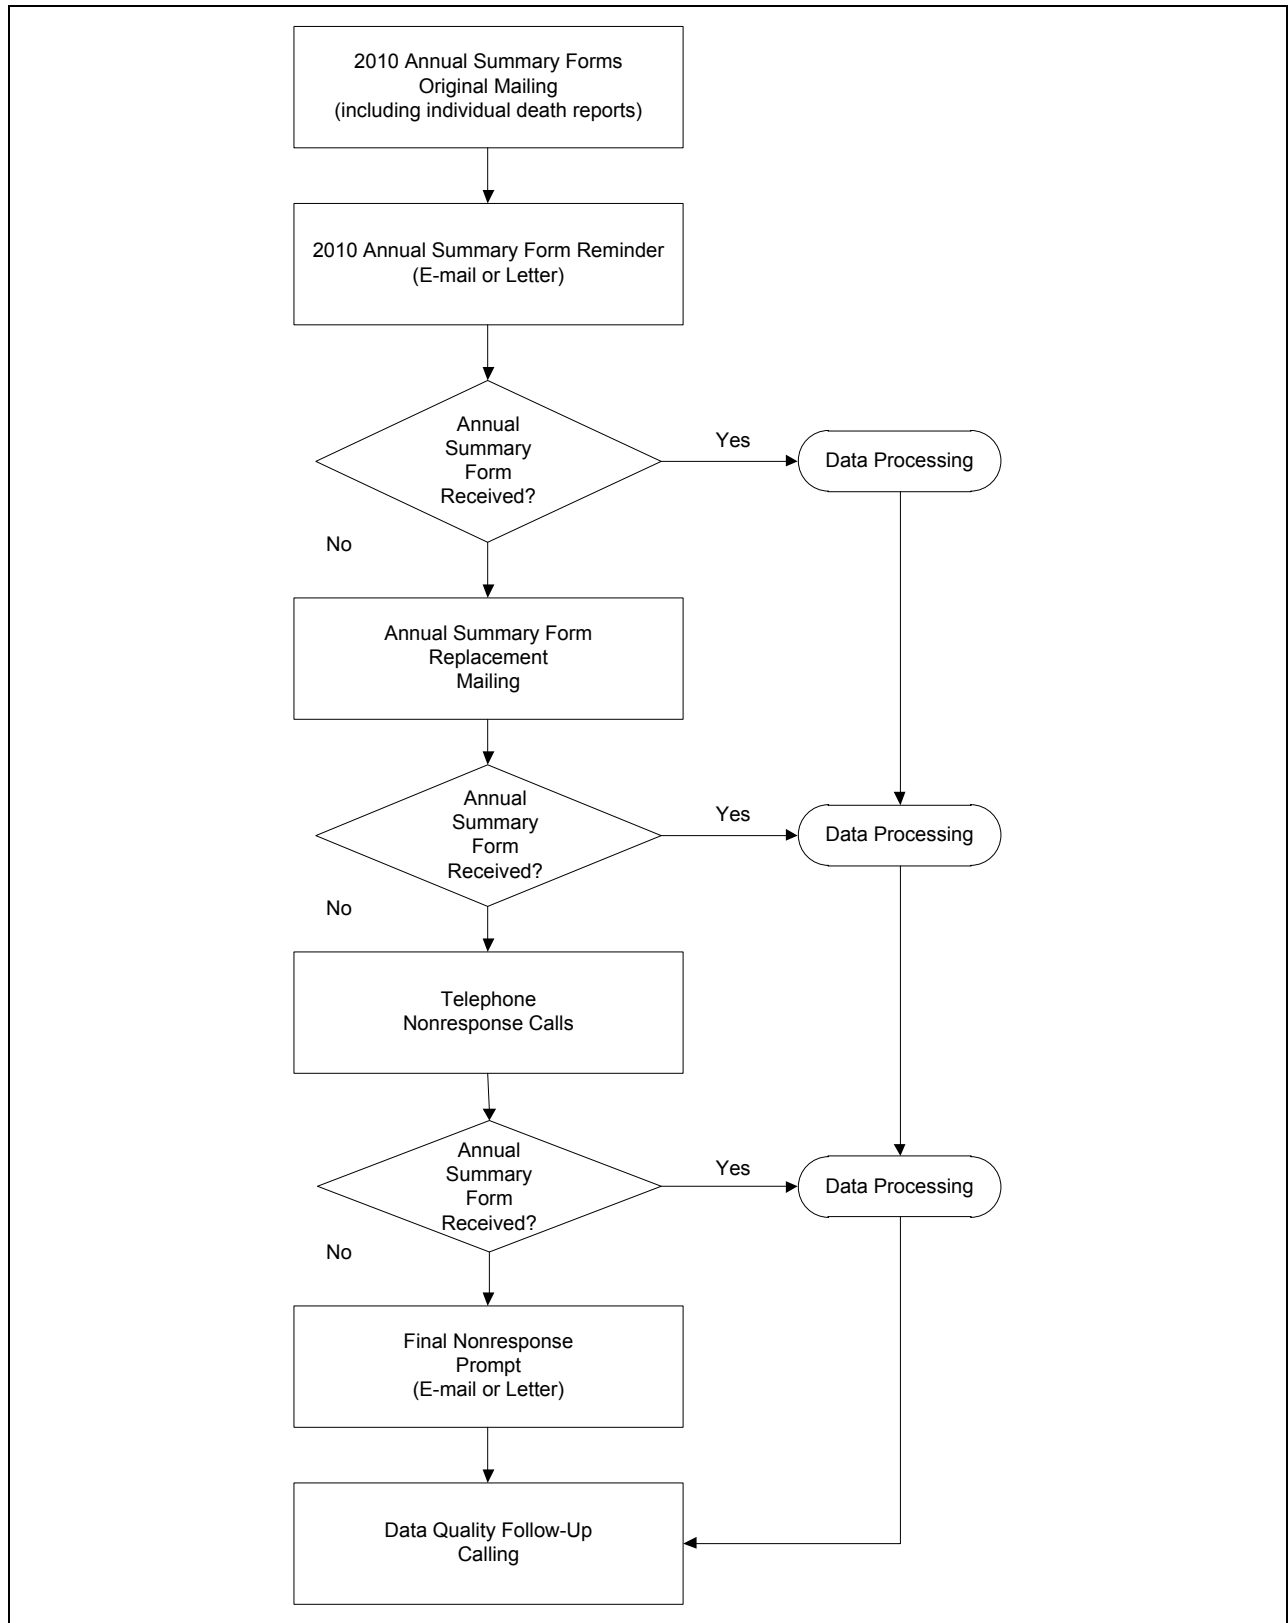 2010 Annual Summary Forms
Original Mailing
(including individual death reports)
2010 Annual Summary Form Reminder
(E-mail or Letter)
Annual
Summary
Form
Received?
Yes
Data Processing
No
Annual Summary Form
Replacement
Mailing
Annual
Summary
Form
Received?
Yes
Data Processing
No
Telephone
Nonresponse Calls
Annual
Summary
Form
Received?
Yes
Data Processing
No
Final Nonresponse
Prompt
(E-mail or Letter)
Data Quality Follow-Up
Calling